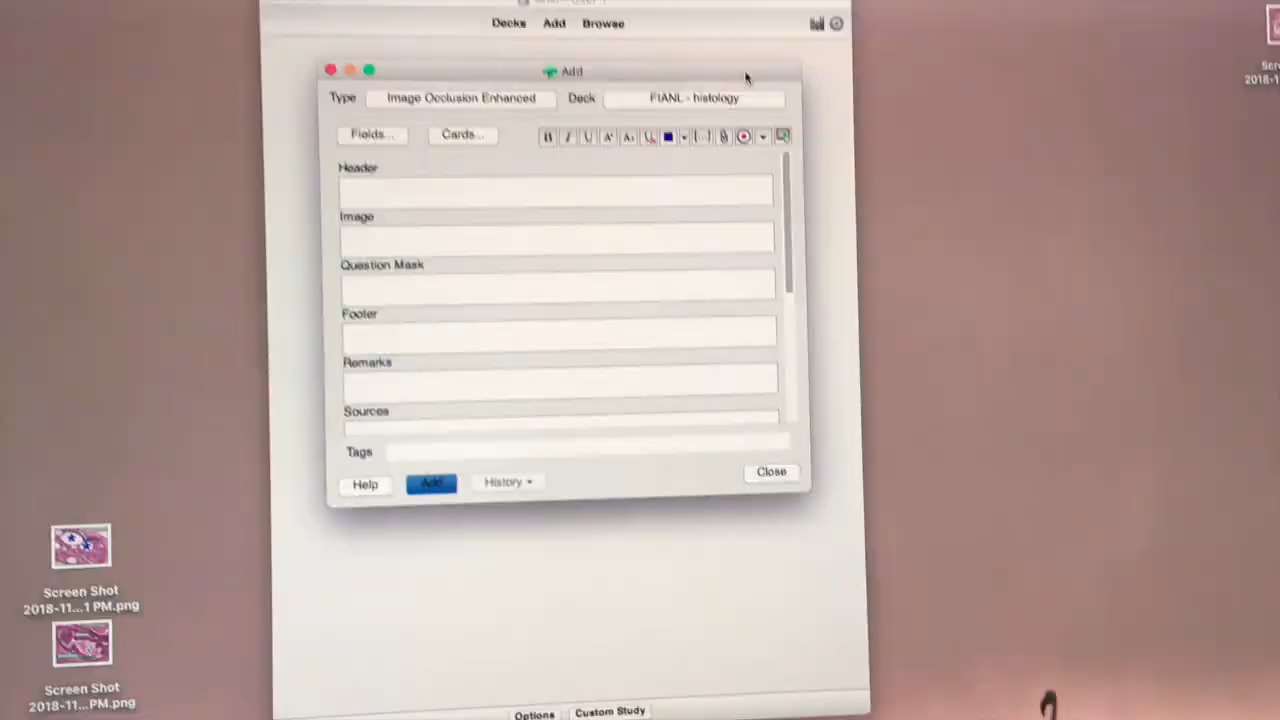 Decks Add Browse
Add
Type Image Occlusion Enhanced Deck FIANL - histology
Fields... Cards...
B I U
Header
Image
Question Mask
Footer
Remarks
Sources
Tags
Help Add History Close
Screen Shot
2018-11...1 PM.png
Screen Shot
2018-11....PM.png
Options Custom Study